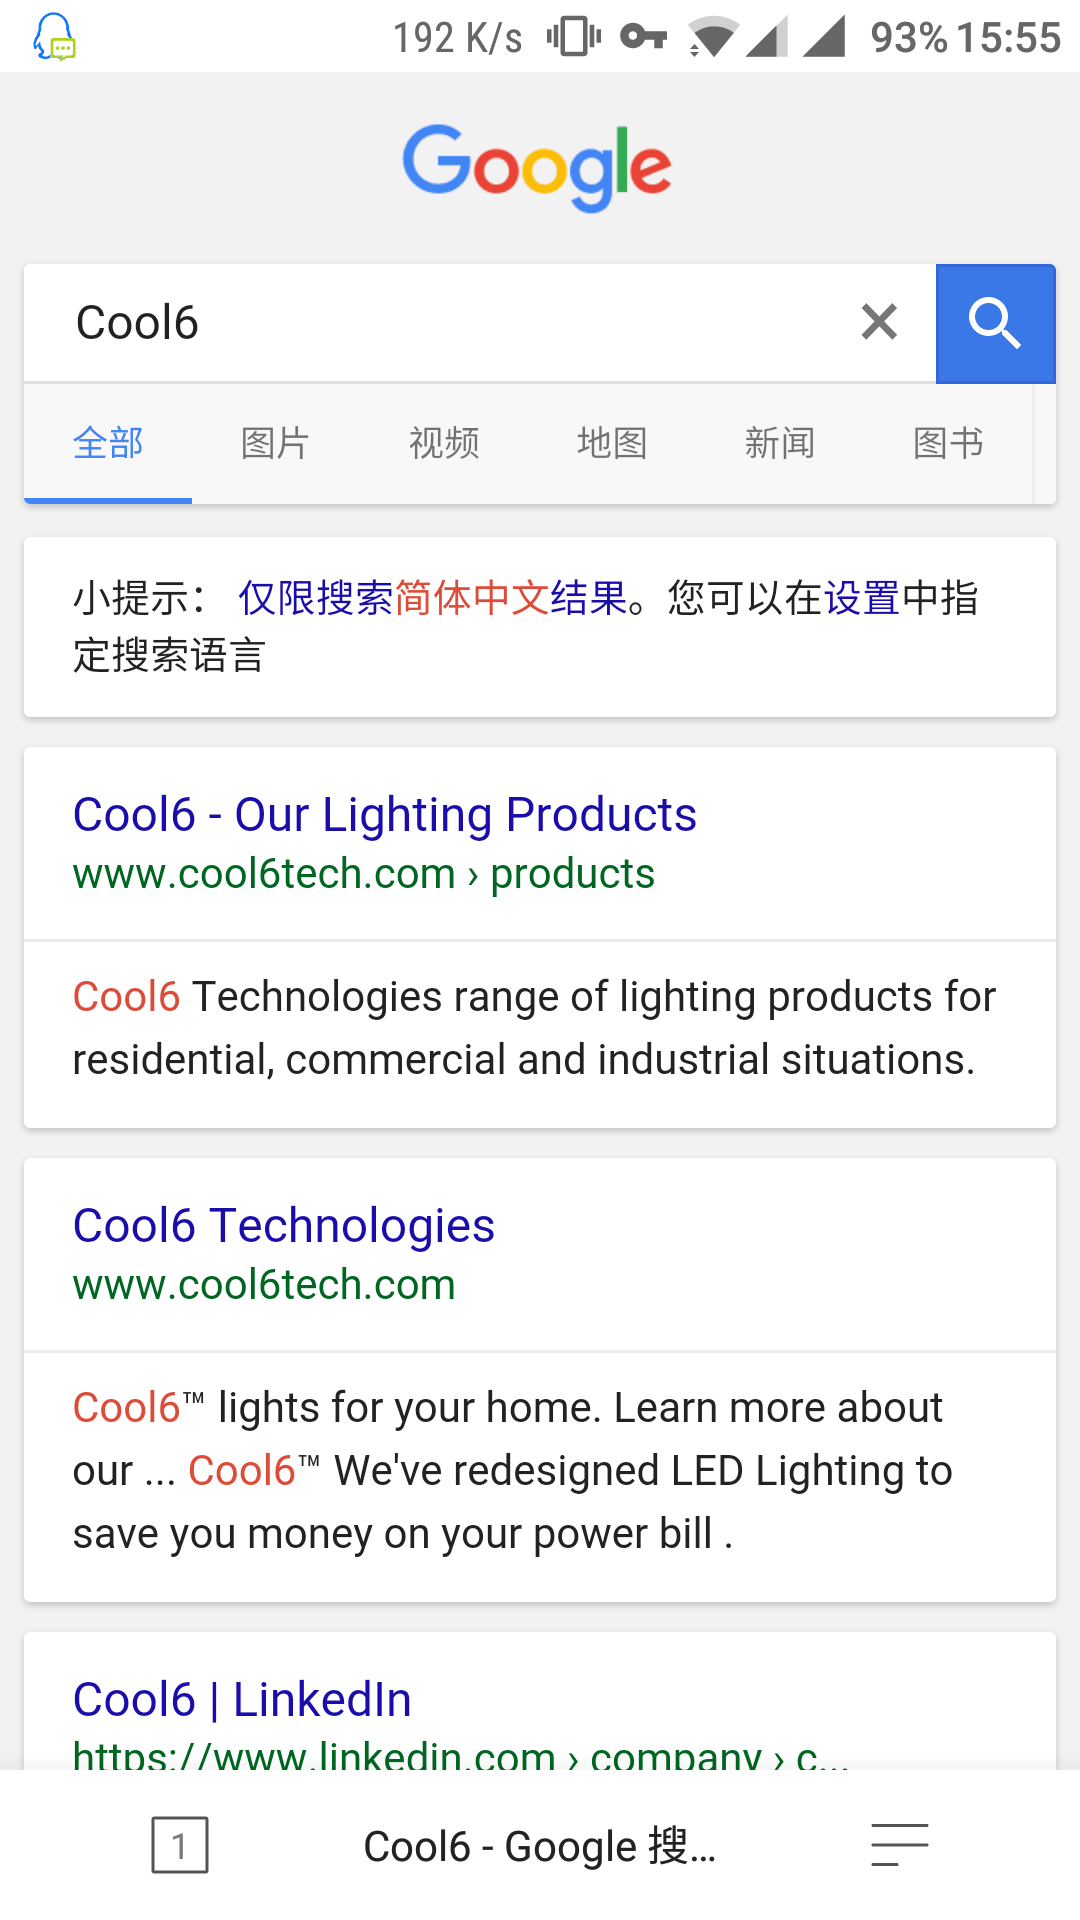 192 K/s 93% 15:55
Google
Cool6
全部 图片 视频 地图 新闻 图书
小提示： 仅限搜索简体中文结果。您可以在设置中指
定搜索语言
Cool6 - Our Lighting Products
www.cool6tech.com › products
Cool6 Technologies range of lighting products for
residential, commercial and industrial situations.
Cool6 Technologies
www.cool6tech.com
Cool6™ lights for your home. Learn more about
our ... Cool6™ We've redesigned LED Lighting to
save you money on your power bill .
Cool6 | LinkedIn
https://www.linkedin.com › company › c...
1 Cool6 - Google 搜...